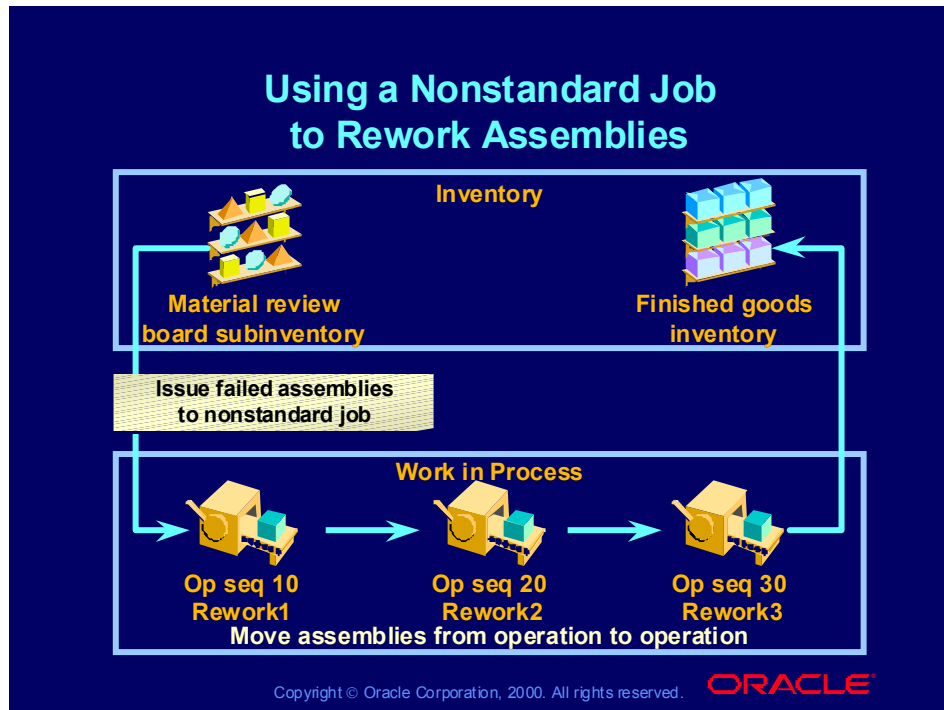 Using a Nonstandard Job
to Rework Assemblies
Inventory
Material review
board subinventory
Finished goods
inventory
Issue failed assemblies
to nonstandard job
Work in Process
Op seq 10
Rework1
Op seq 20
Rework2
Op seq 30
Rework3
Move assemblies from operation to operation
Copyright © Oracle Corporation, 2000. All rights reserved.
ORACLE®